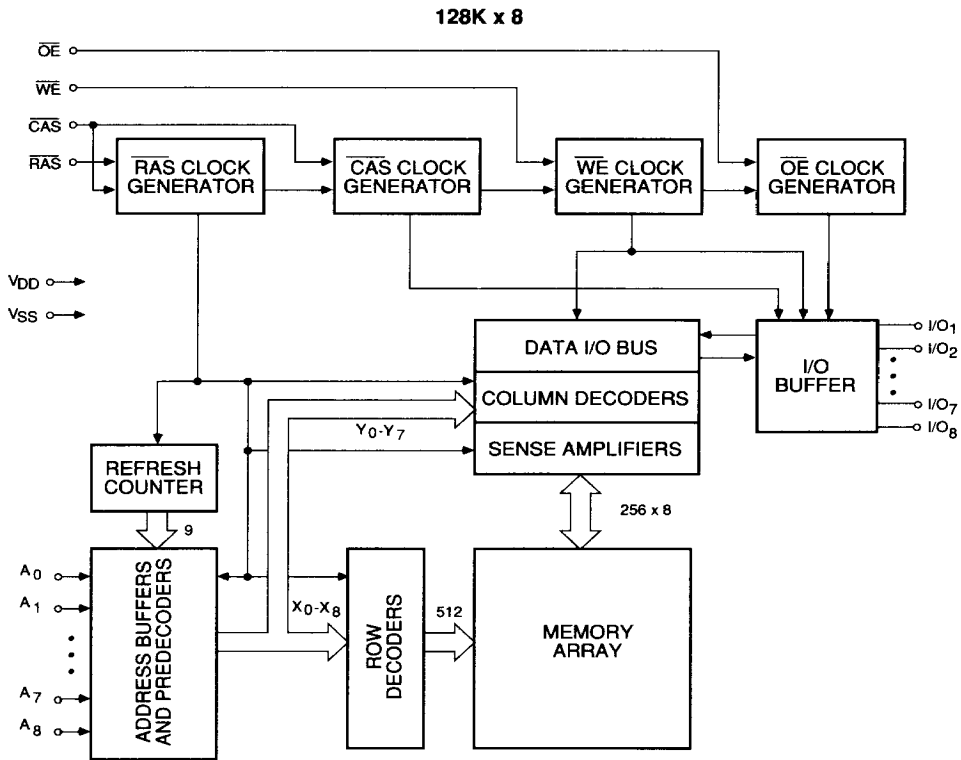 128K x 8
OE
WE
CAS
RAS
RAS CLOCK
GENERATOR
CAS CLOCK
GENERATOR
WE CLOCK
GENERATOR
OE CLOCK
GENERATOR
VDD
VSS
DATA I/O BUS
COLUMN DECODERS
SENSE AMPLIFIERS
I/O
BUFFER
I/O1
I/O2
I/O7
I/O8
Y0-Y7
REFRESH
COUNTER
9
256 x 8
A0
A1
A7
A8
ADDRESS BUFFERS
AND PREDECODERS
X0-X8
ROW
DECODERS
512
MEMORY
ARRAY